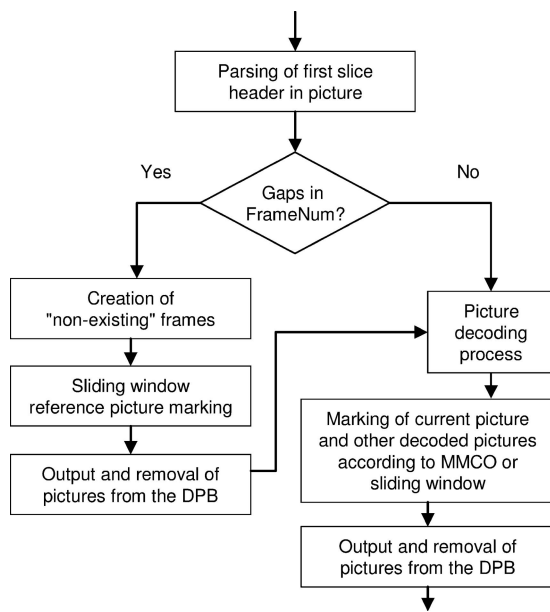 Parsing of first slice
header in picture
Yes
No
Gaps in
FrameNum?
Creation of
"non-existing" frames
Sliding window
reference picture marking
Output and removal of
pictures from the DPB
Picture
decoding
process
Marking of current picture
and other decoded pictures
according to MMCO or
sliding window
Output and removal of
pictures from the DPB